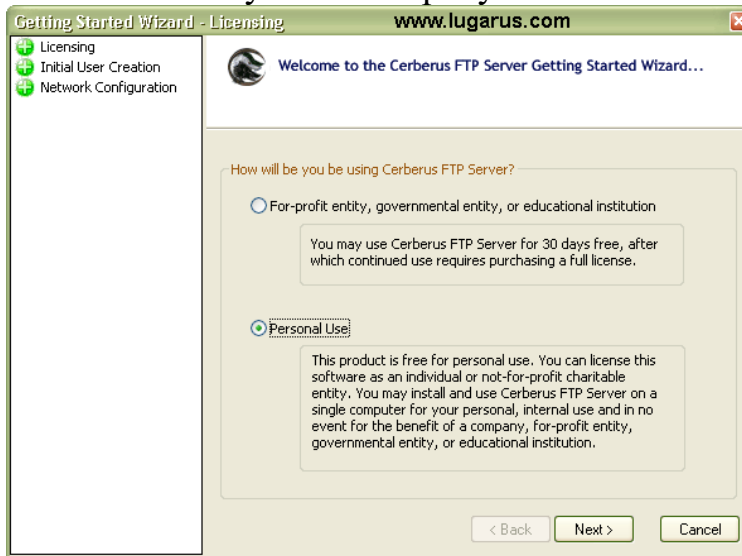 Getting Started Wizard - Licensing
www.lugarus.com
Licensing
Initial User Creation
Network Configuration
Welcome to the Cerberus FTP Server Getting Started Wizard...
How will be you be using Cerberus FTP Server?
For-profit entity, governmental entity, or educational institution
You may use Cerberus FTP Server for 30 days free, after
which continued use requires purchasing a full license.
Personal Use
This product is free for personal use. You can license this
software as an individual or not-for-profit charitable
entity. You may install and use Cerberus FTP Server on a
single computer for your personal, internal use and in no
event for the benefit of a company, for-profit entity,
governmental entity, or educational institution.
< Back
Next >
Cancel